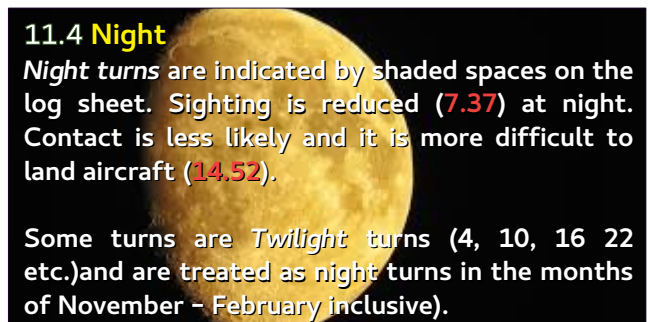 11.4 Night
Night turns are indicated by shaded spaces on the
log sheet. Sighting is reduced (7.37) at night.
Contact is less likely and it is more difficult to
land aircraft (14.52).
Some turns are Twilight turns (4, 10, 16 22
etc.)and are treated as night turns in the months
of November – February inclusive).